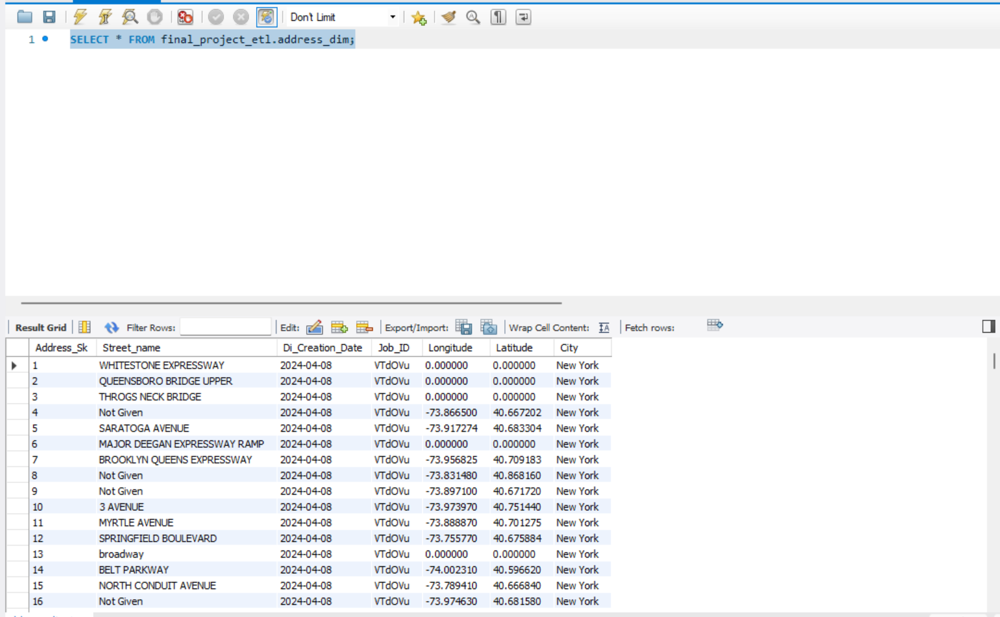 Don't Limit
1 SELECT * FROM final_project_etl.address_dim;
Result Grid Filter Rows: Edit: Export/Import: Wrap Cell Content: Fetch rows:
Address_Sk Street_name Di_Creation_Date Job_ID Longitude Latitude City
1 WHITESTONE EXPRESSWAY 2024-04-08 VTdOVu 0.000000 0.000000 New York
2 QUEENSBORO BRIDGE UPPER 2024-04-08 VTdOVu 0.000000 0.000000 New York
3 THROGS NECK BRIDGE 2024-04-08 VTdOVu 0.000000 0.000000 New York
4 Not Given 2024-04-08 VTdOVu -73.866500 40.667202 New York
5 SARATOGA AVENUE 2024-04-08 VTdOVu -73.917274 40.683304 New York
6 MAJOR DEEGAN EXPRESSWAY RAMP 2024-04-08 VTdOVu 0.000000 0.000000 New York
7 BROOKLYN QUEENS EXPRESSWAY 2024-04-08 VTdOVu -73.956825 40.709183 New York
8 Not Given 2024-04-08 VTdOVu -73.831480 40.868160 New York
9 Not Given 2024-04-08 VTdOVu -73.897100 40.671720 New York
10 3 AVENUE 2024-04-08 VTdOVu -73.973970 40.751440 New York
11 MYRTLE AVENUE 2024-04-08 VTdOVu -73.888870 40.701275 New York
12 SPRINGFIELD BOULEVARD 2024-04-08 VTdOVu -73.755770 40.675884 New York
13 broadway 2024-04-08 VTdOVu 0.000000 0.000000 New York
14 BELT PARKWAY 2024-04-08 VTdOVu -74.002310 40.596620 New York
15 NORTH CONDUIT AVENUE 2024-04-08 VTdOVu -73.789410 40.666840 New York
16 Not Given 2024-04-08 VTdOVu -73.974630 40.681580 New York